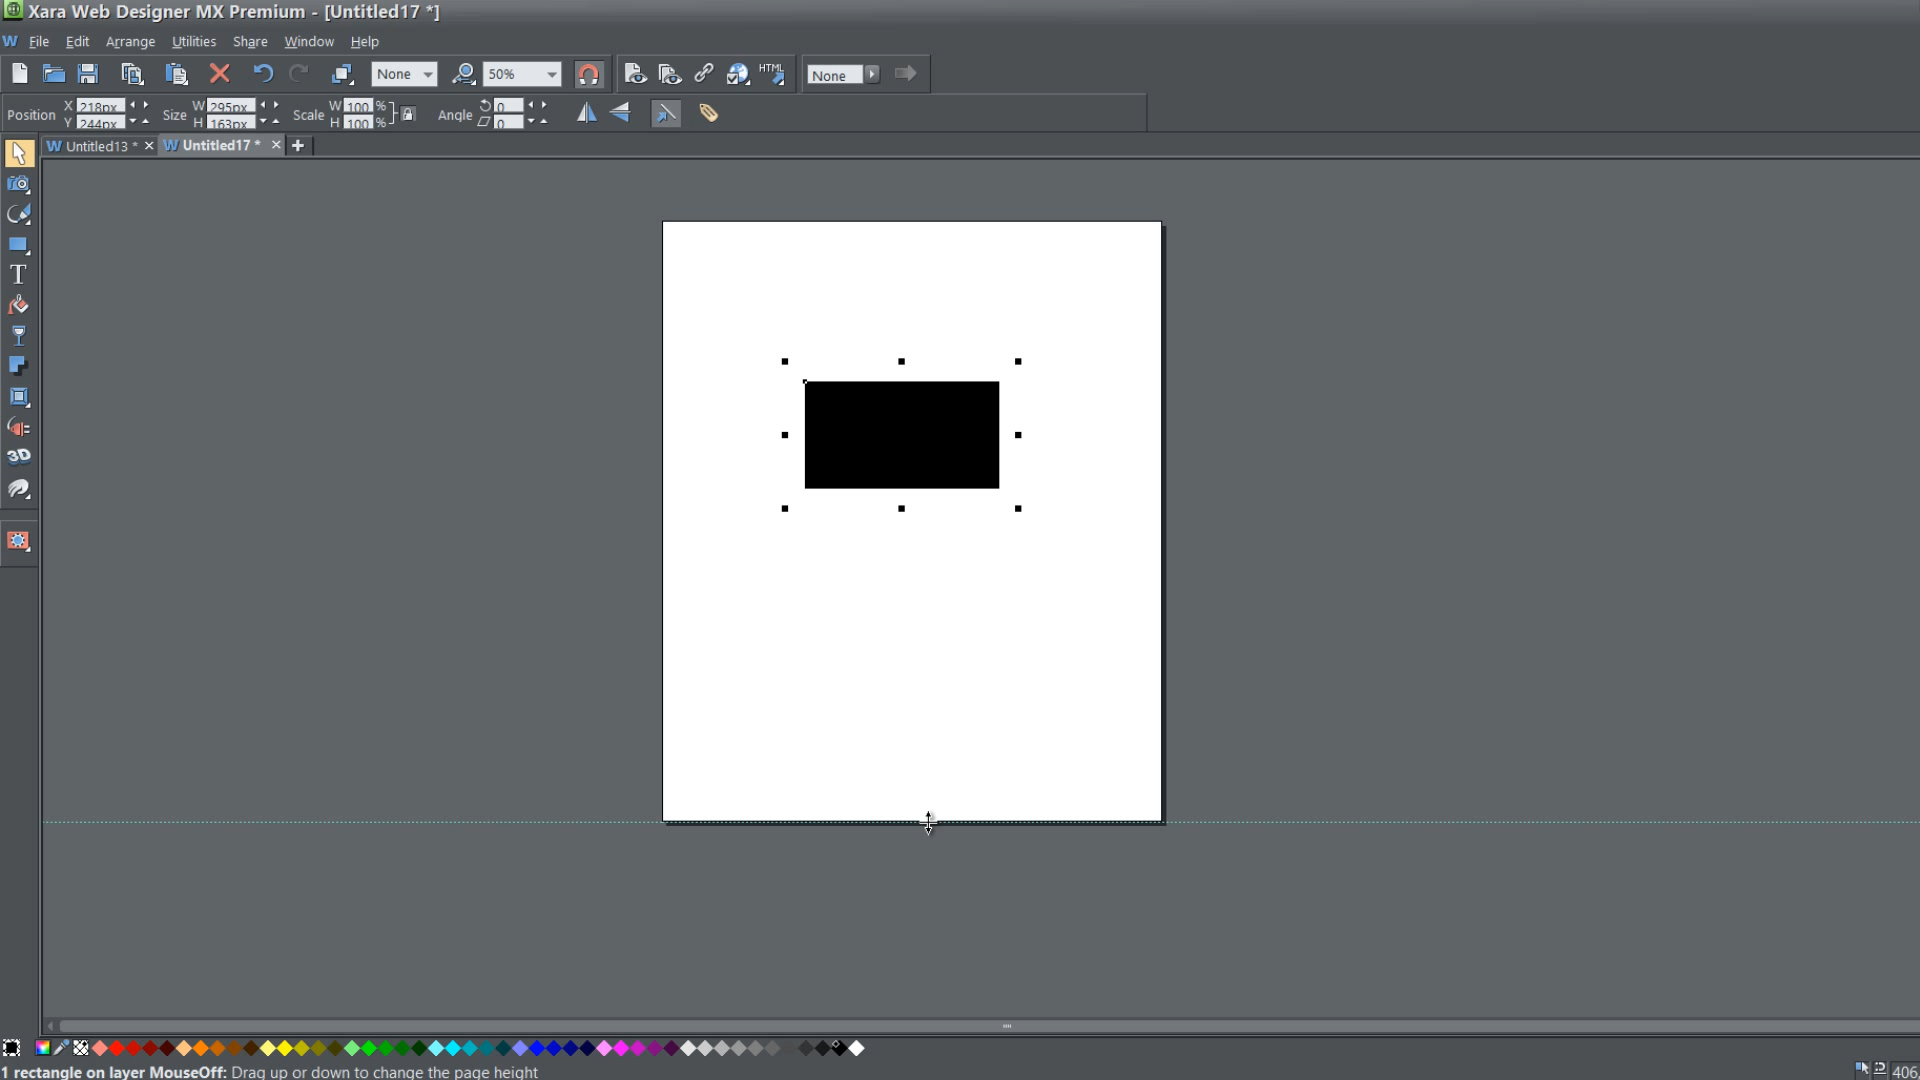 Xara Web Designer MX Premium - [Untitled17 *]
W File Edit Arrange Utilities Share Window Help
None 50% HTML None
Position X 218px Size W 295px Scale W 100 % Angle 0
Y 244px H 163px H 100 % 0
W Untitled13 * W Untitled17 *
T
3D
1 rectangle on layer MouseOff: Drag up or down to change the page height 406.